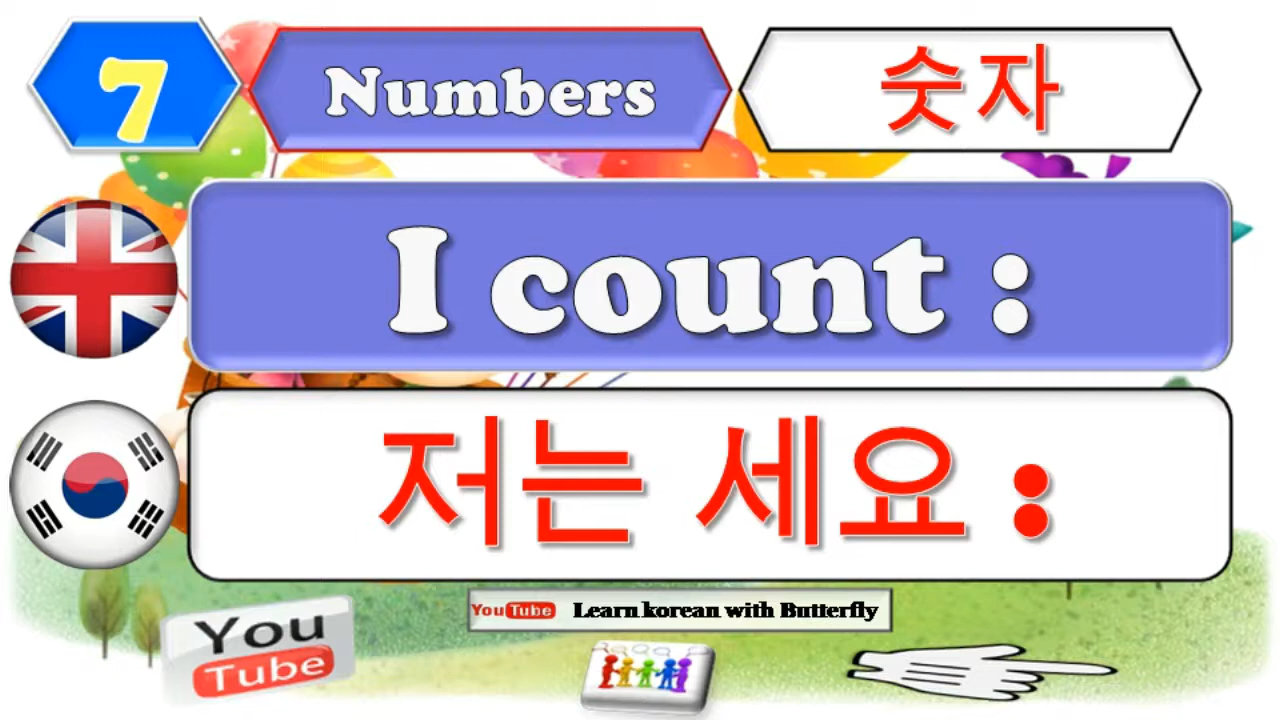 7
Numbers
숫자
I count :
저는 세요 :
YouTube Learn korean with Butterfly
You
Tube